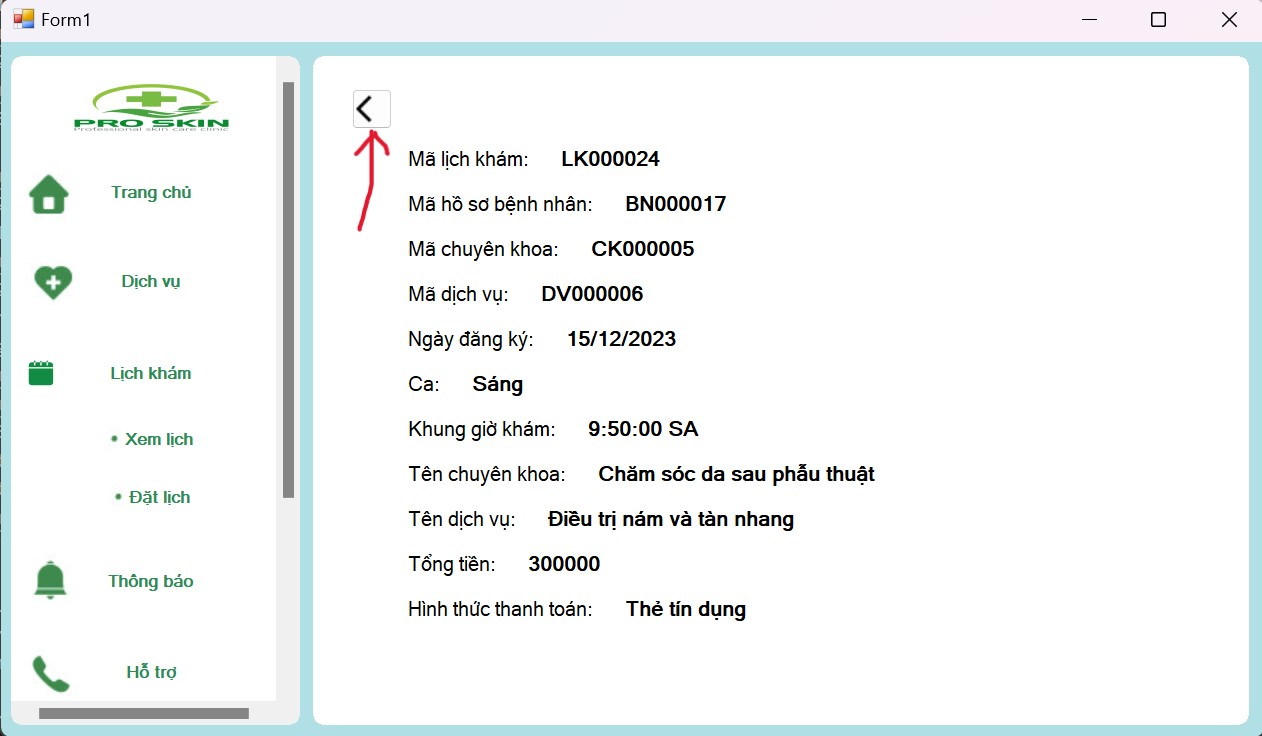 Form1
PRO SKIN
Professional skin care clinic
Trang chủ
Dịch vụ
Lịch khám
• Xem lịch
• Đặt lịch
Thông báo
Hỗ trợ
Mã lịch khám: LK000024
Mã hồ sơ bệnh nhân: BN000017
Mã chuyên khoa: CK000005
Mã dịch vụ: DV000006
Ngày đăng ký: 15/12/2023
Ca: Sáng
Khung giờ khám: 9:50:00 SA
Tên chuyên khoa: Chăm sóc da sau phẫu thuật
Tên dịch vụ: Điều trị nám và tàn nhang
Tổng tiền: 300000
Hình thức thanh toán: Thẻ tín dụng